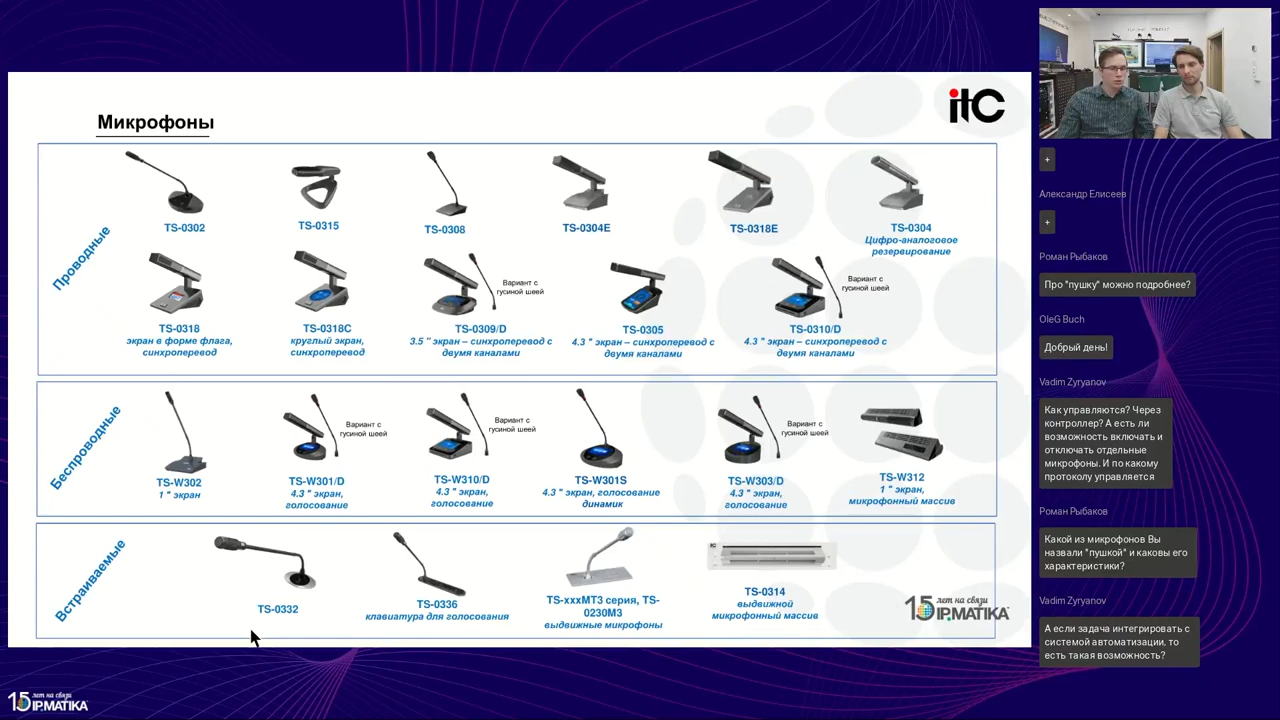 Микрофоны
itC
Проводные
TS-0302
TS-0315
TS-0308
TS-0304E
TS-0318E
TS-0304
Цифро-аналоговое
резервирование
TS-0318
экран в форме флага,
синхроперевод
TS-0318C
круглый экран,
синхроперевод
Вариант с
гусиной шеей
TS-0309/D
3.5 " экран – синхроперевод с
двумя каналами
TS-0305
4.3 " экран – синхроперевод с
двумя каналами
Вариант с
гусиной шеей
TS-0310/D
4.3 " экран – синхроперевод с
двумя каналами
Беспроводные
TS-W302
1 " экран
Вариант с
гусиной шеей
TS-W301/D
4.3 " экран,
голосование
Вариант с
гусиной шеей
TS-W310/D
4.3 " экран,
голосование
TS-W301S
4.3 " экран, голосование
динамик
Вариант с
гусиной шеей
TS-W303/D
4.3 " экран,
голосование
TS-W312
1 " экран,
микрофонный массив
Встраиваемые
TS-0332
TS-0336
клавиатура для голосования
TS-xxxMT3 серия, TS-
0230M3
выдвижные микрофоны
TS-0314
выдвижной
микрофонный массив
15 лет на связи
IP.MATIKA
15 лет на связи
IP.MATIKA
+
Александр Елисеев
+
Роман Рыбаков
Про "пушку" можно подробнее?
OleG Buch
Добрый день!
Vadim Zyryanov
Как управляются? Через
контроллер? А есть ли
возможность включать и
отключать отдельные
микрофоны. И по какому
протоколу управляется
Роман Рыбаков
Какой из микрофонов Вы
назвали "пушкой" и каковы его
характеристики?
Vadim Zyryanov
А если задача интегрировать с
системой автоматизации, то
есть такая возможность?